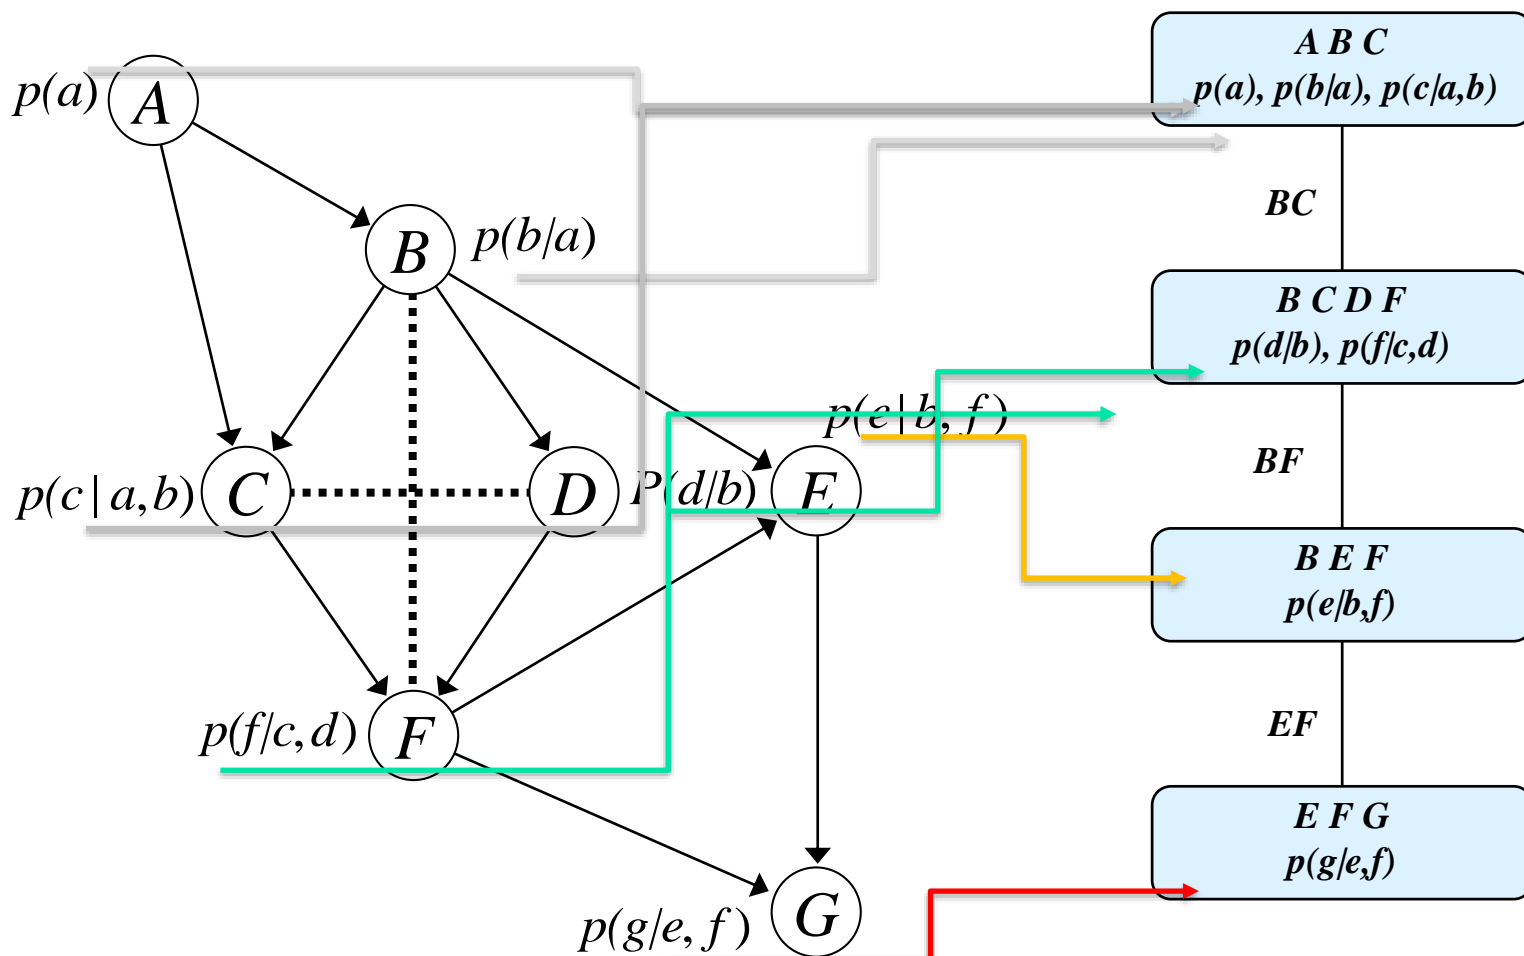 p(a)
A
B
p(b/a)
p(e|b, f)
p(c|a,b)
C
D
P(d/b)
E
p(f/c,d)
F
p(g/e, f)
G
A B C
p(a), p(b/a), p(c/a,b)
BC
B C D F
p(d/b), p(f/c,d)
BF
B E F
p(e/b,f)
EF
E F G
p(g/e,f)